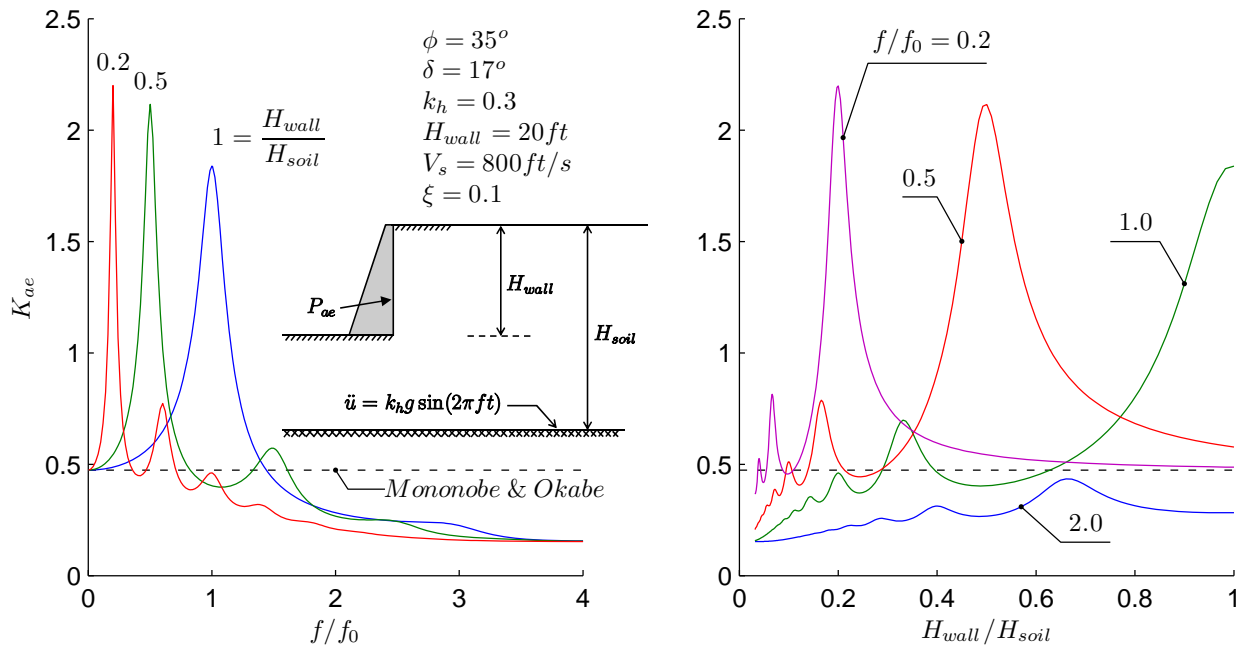 2.5
2
1.5
1
0.5
0
K_ae
0 1 2 3 4
f/f_0
0.2
0.5
1 = H_wall/H_soil
ϕ = 35^o
δ = 17^o
k_h = 0.3
H_wall = 20ft
V_s = 800ft/s
ξ = 0.1
P_ae
H_wall
H_soil
ü = k_h g sin(2πft)
Mononobe & Okabe
2.5
2
1.5
1
0.5
0
0 0.2 0.4 0.6 0.8 1
H_wall/H_soil
f/f_0 = 0.2
0.5
1.0
2.0